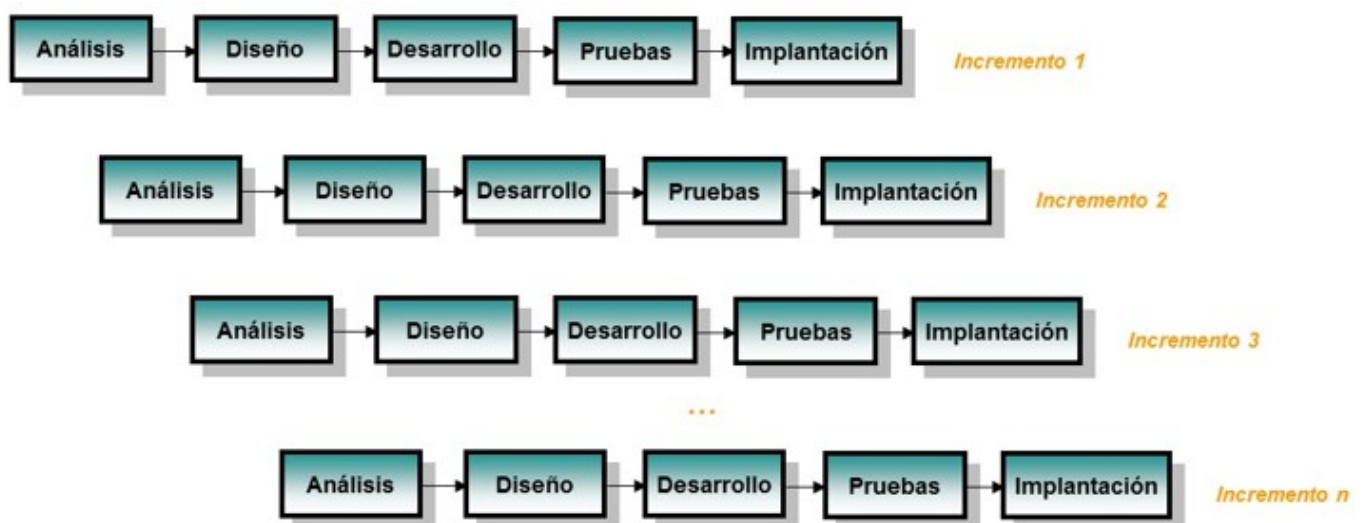 Análisis Diseño Desarrollo Pruebas Implantación Incremento 1
Análisis Diseño Desarrollo Pruebas Implantación Incremento 2
Análisis Diseño Desarrollo Pruebas Implantación Incremento 3
...
Análisis Diseño Desarrollo Pruebas Implantación Incremento n